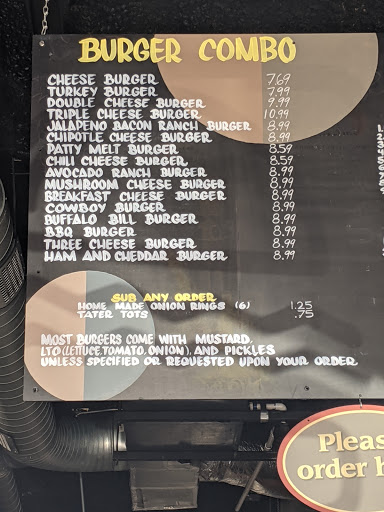 BURGER COMBO
CHEESE BURGER 7.69
TURKEY BURGER 7.99
DOUBLE CHEESE BURGER 9.99
TRIPLE CHEESE BURGER 10.99
JALAPENO BACON RANCH BURGER 8.99
CHIPOTLE CHEESE BURGER 8.99
PATTY MELT BURGER 8.59
CHILI CHEESE BURGER 8.59
AVOCADO RANCH BURGER 8.99
MUSHROOM CHEESE BURGER 8.99
BREAKFAST CHEESE BURGER 8.99
COWBOY BURGER 8.99
BUFFALO BILL BURGER 8.99
BBQ BURGER 8.99
THREE CHEESE BURGER 8.99
HAM AND CHEDDAR BURGER 8.99
SUB ANY ORDER
HOME MADE ONION RINGS (6) 1.25
TATER TOTS .75
MOST BURGERS COME WITH MUSTARD,
LTO (LETTUCE, TOMATO, ONION), AND PICKLES
UNLESS SPECIFIED OR REQUESTED UPON YOUR ORDER
Pleas
order h